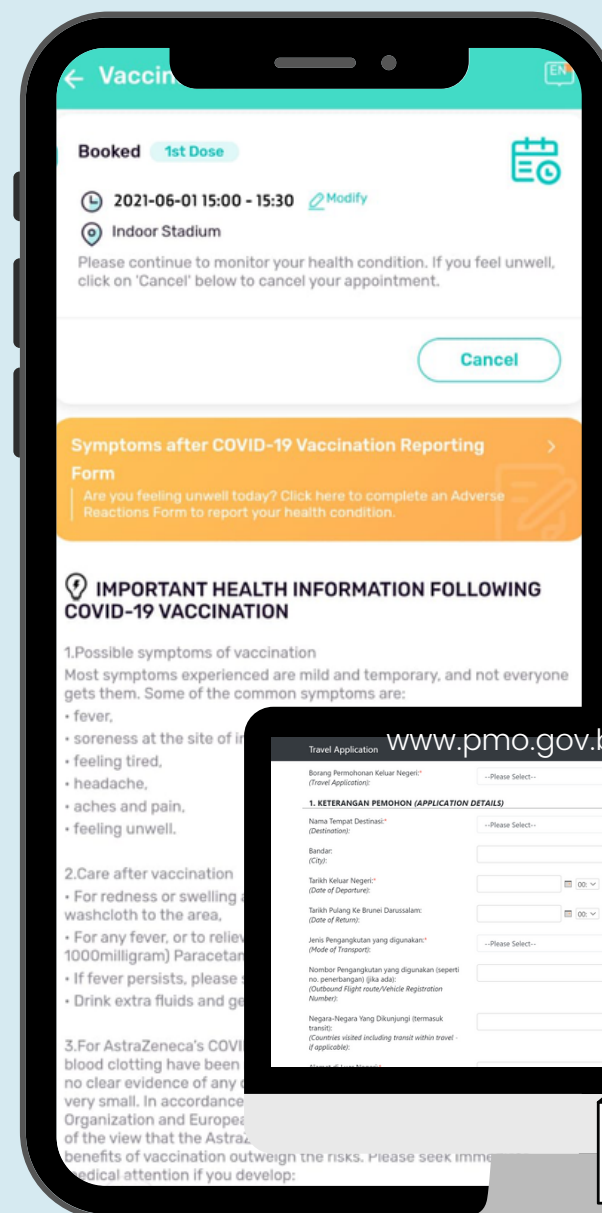 ← Vaccin
EN
Booked 1st Dose
2021-06-01 15:00 - 15:30 Modify
Indoor Stadium
Please continue to monitor your health condition. If you feel unwell,
click on 'Cancel' below to cancel your appointment.
Cancel
Symptoms after COVID-19 Vaccination Reporting
Form
Are you feeling unwell today? Click here to complete an Adverse
Reactions Form to report your health condition.
IMPORTANT HEALTH INFORMATION FOLLOWING
COVID-19 VACCINATION
1.Possible symptoms of vaccination
Most symptoms experienced are mild and temporary, and not everyone
gets them. Some of the common symptoms are:
• fever,
• soreness at the site of
• feeling tired,
• headache,
• aches and pain,
• feeling unwell.
2.Care after vaccination
• For redness or swelling
washcloth to the area,
• For any fever, or to
1000milligram)
• If fever persists, please
• Drink extra fluids and
3.For AstraZeneca's
blood clotting have been
no clear evidence of any
very small. In accordance
Organization and
of the view that the
benefits of vaccination outweigh the risks. Please seek
medical attention if you develop:
www.pmo.gov.b
Travel Application
Borang Permohonan Keluar Negeri:*
(Travel Application):
--Please Select--
1. KETERANGAN PEMOHON (APPLICATION DETAILS)
Nama Tempat Destinasi:*
(Destination):
--Please Select--
Bandar:
(City):
Tarikh Keluar Negeri:*
(Date of Departure):
00:
Tarikh Pulang Ke Brunei Darussalam:
(Date of Return):
00:
Jenis Pengangkutan yang digunakan:*
(Mode of Transport):
--Please Select--
Nombor Pengangkutan yang digunakan (seperti
no. penerbangan) (jika ada):
(Outbound Flight route/Vehicle Registration
Number):
Negara-Negara Yang Dikunjungi (termasuk
transit):
(Countries visited including transit within travel -
if applicable):